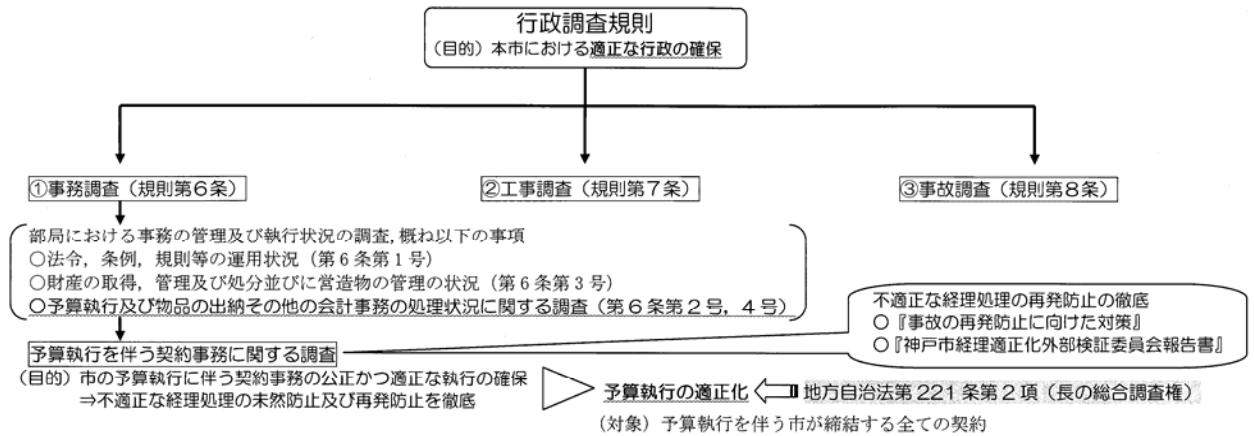 行政調査規則
（目的）本市における適正な行政の確保
①事務調査（規則第6条）
②工事調査（規則第7条）
③事故調査（規則第8条）
部局における事務の管理及び執行状況の調査，概ね以下の事項
○法令，条例，規則等の運用状況（第6条第1号）
○財産の取得，管理及び処分並びに営造物の管理の状況（第6条第3号）
○予算執行及び物品の出納その他の会計事務の処理状況に関する調査（第6条第2号，4号）
不適正な経理処理の再発防止の徹底
○『事故の再発防止に向けた対策』
○『神戸市経理適正化外部検証委員会報告書』
予算執行を伴う契約事務に関する調査
（目的）市の予算執行に伴う契約事務の公正かつ適正な執行の確保
⇒不適正な経理処理の未然防止及び再発防止を徹底
予算執行の適正化
地方自治法第221条第2項（長の総合調査権）
（対象）予算執行を伴う市が締結する全ての契約